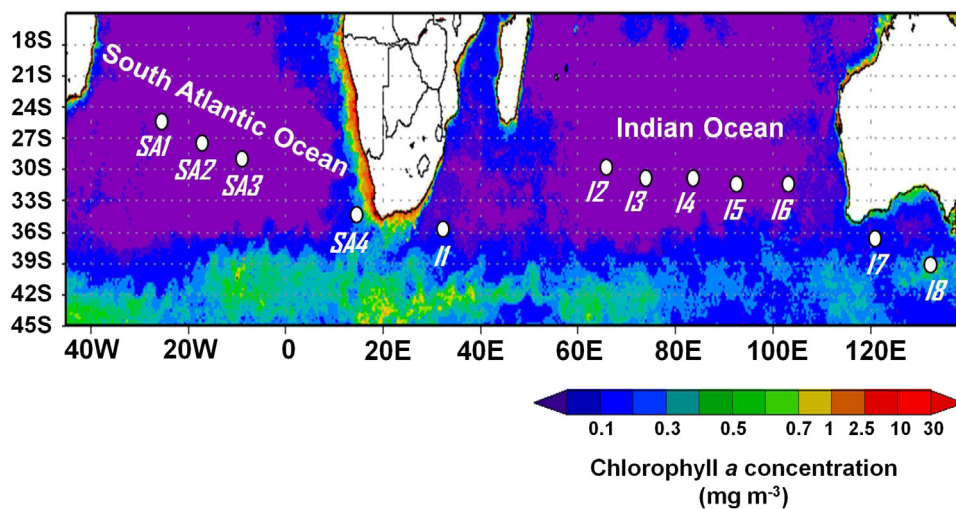 18S
21S
24S
27S
30S
33S
36S
39S
42S
45S
South Atlantic Ocean
Indian Ocean
SA1
SA2
SA3
SA4
I1
I2
I3
I4
I5
I6
I7
I8
40W 20W 0 20E 40E 60E 80E 100E 120E
0.1 0.3 0.5 0.7 1 2.5 10 30
Chlorophyll a concentration
(mg m-3)